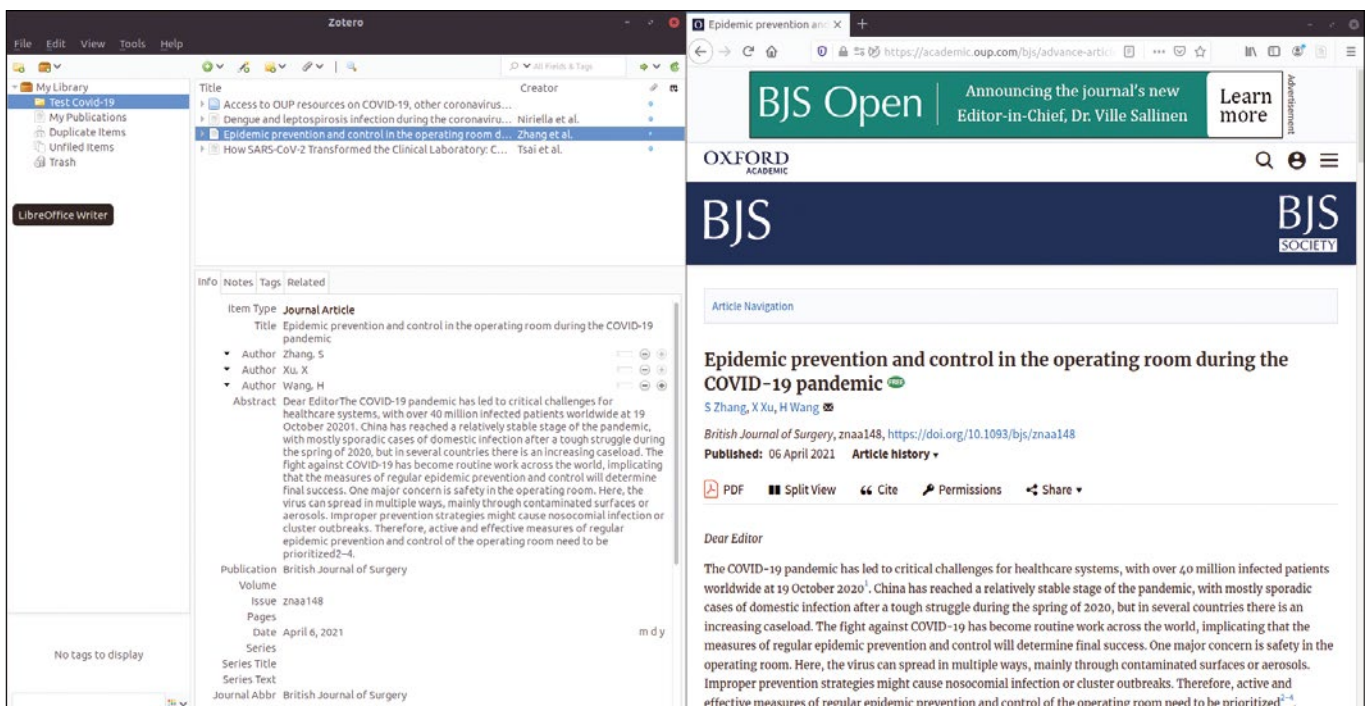 Zotero
File Edit View Tools Help
All Fields & Tags
My Library
Test Covid-19
My Publications
Duplicate Items
Unfiled Items
Trash
LibreOffice Writer
No tags to display
Title Creator
Access to OUP resources on COVID-19, other coronavirus...
Dengue and leptospirosis infection during the coronaviru... Niriella et al.
Epidemic prevention and control in the operating room d... Zhang et al.
How SARS-CoV-2 Transformed the Clinical Laboratory: C... Tsai et al.
Info Notes Tags Related
Item Type Journal Article
Title Epidemic prevention and control in the operating room during the COVID-19
pandemic
Author Zhang, S
Author Xu, X
Author Wang, H
Abstract Dear EditorThe COVID-19 pandemic has led to critical challenges for
healthcare systems, with over 40 million infected patients worldwide at 19
October 20201. China has reached a relatively stable stage of the pandemic,
with mostly sporadic cases of domestic infection after a tough struggle during
the spring of 2020, but in several countries there is an increasing caseload. The
fight against COVID-19 has become routine work across the world, implicating
that the measures of regular epidemic prevention and control will determine
final success. One major concern is safety in the operating room. Here, the
virus can spread in multiple ways, mainly through contaminated surfaces or
aerosols. Improper prevention strategies might cause nosocomial infection or
cluster outbreaks. Therefore, active and effective measures of regular
epidemic prevention and control of the operating room need to be
prioritized2–4.
Publication British Journal of Surgery
Volume
Issue znaa148
Pages
Date April 6, 2021 m d y
Series
Series Title
Series Text
Journal Abbr British Journal of Surgery
Epidemic prevention an
https://academic.oup.com/bjs/advance-artic
BJS Open
Announcing the journal's new
Editor-in-Chief, Dr. Ville Sallinen
Learn
more
Advertisement
OXFORD
ACADEMIC
BJS
BJS
SOCIETY
Article Navigation
Epidemic prevention and control in the operating room during the
COVID-19 pandemic FREE
S Zhang, X Xu, H Wang
British Journal of Surgery, znaa148, https://doi.org/10.1093/bjs/znaa148
Published: 06 April 2021 Article history
PDF Split View Cite Permissions Share
Dear Editor
The COVID-19 pandemic has led to critical challenges for healthcare systems, with over 40 million infected patients
worldwide at 19 October 2020¹. China has reached a relatively stable stage of the pandemic, with mostly sporadic
cases of domestic infection after a tough struggle during the spring of 2020, but in several countries there is an
increasing caseload. The fight against COVID-19 has become routine work across the world, implicating that the
measures of regular epidemic prevention and control will determine final success. One major concern is safety in the
operating room. Here, the virus can spread in multiple ways, mainly through contaminated surfaces or aerosols.
Improper prevention strategies might cause nosocomial infection or cluster outbreaks. Therefore, active and
effective measures of regular epidemic prevention and control of the operating room need to be prioritized²⁻⁴.